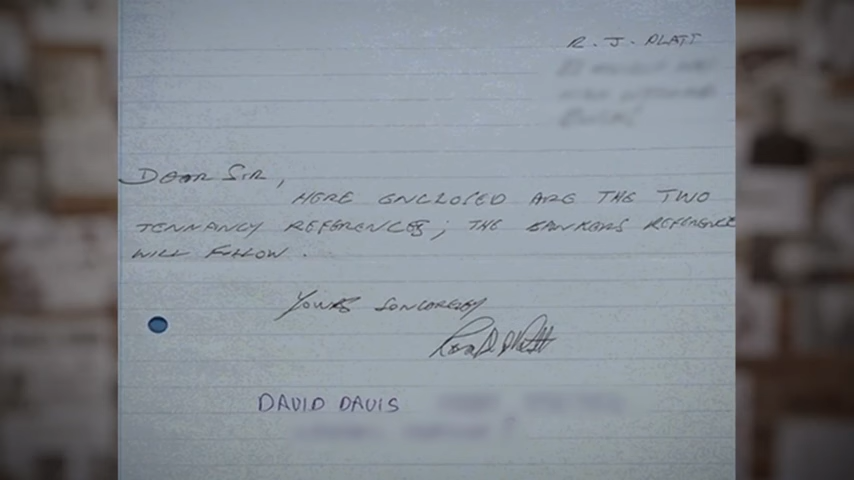 R. J. PLATT
DEAR SIR,
HERE ENCLOSED ARE THE TWO
TENNANCY REFERENCES; THE BANKERS REFERENCE
WILL FOLLOW.
YOURS SINCERELY
DAVID DAVIS